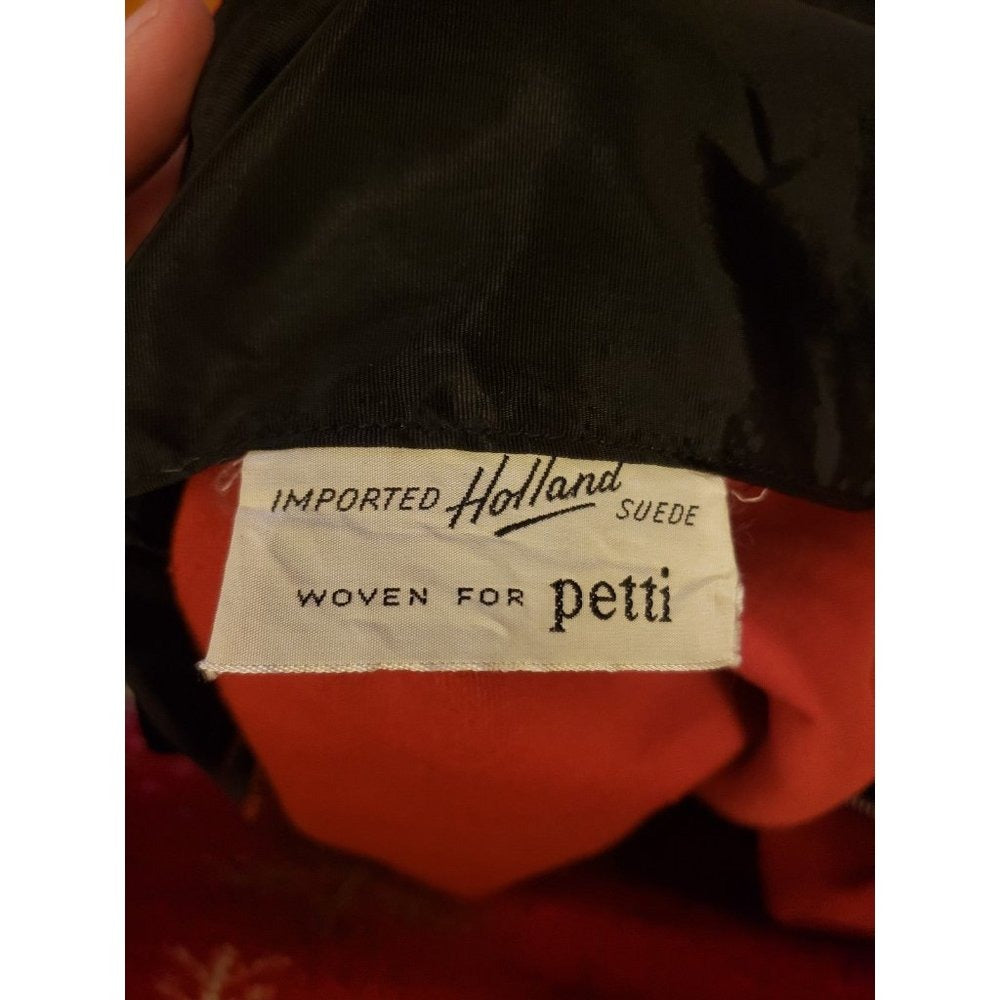 IMPORTED Holland SUEDE
WOVEN FOR petti